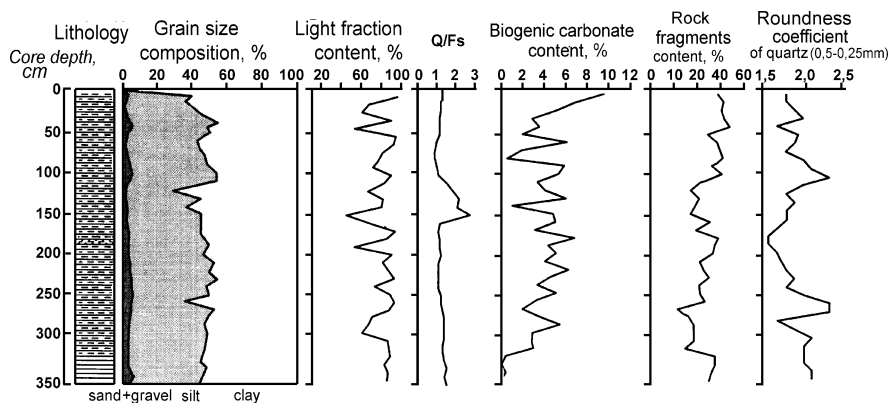 Lithology
Core depth,
cm
Grain size
composition, %
Light fraction
content, %
Q/Fs
Biogenic carbonate
content, %
Rock
fragments
content, %
Roundness
coefficient
of quartz (0,5-0,25mm)
0 20 40 60 80 100
20 60 100%
0 1 2 3
0 2 4 6 8 10 12
0 20 40 60
1,5 2 2,5
0
50
100
150
200
250
300
350
sand+gravel silt clay